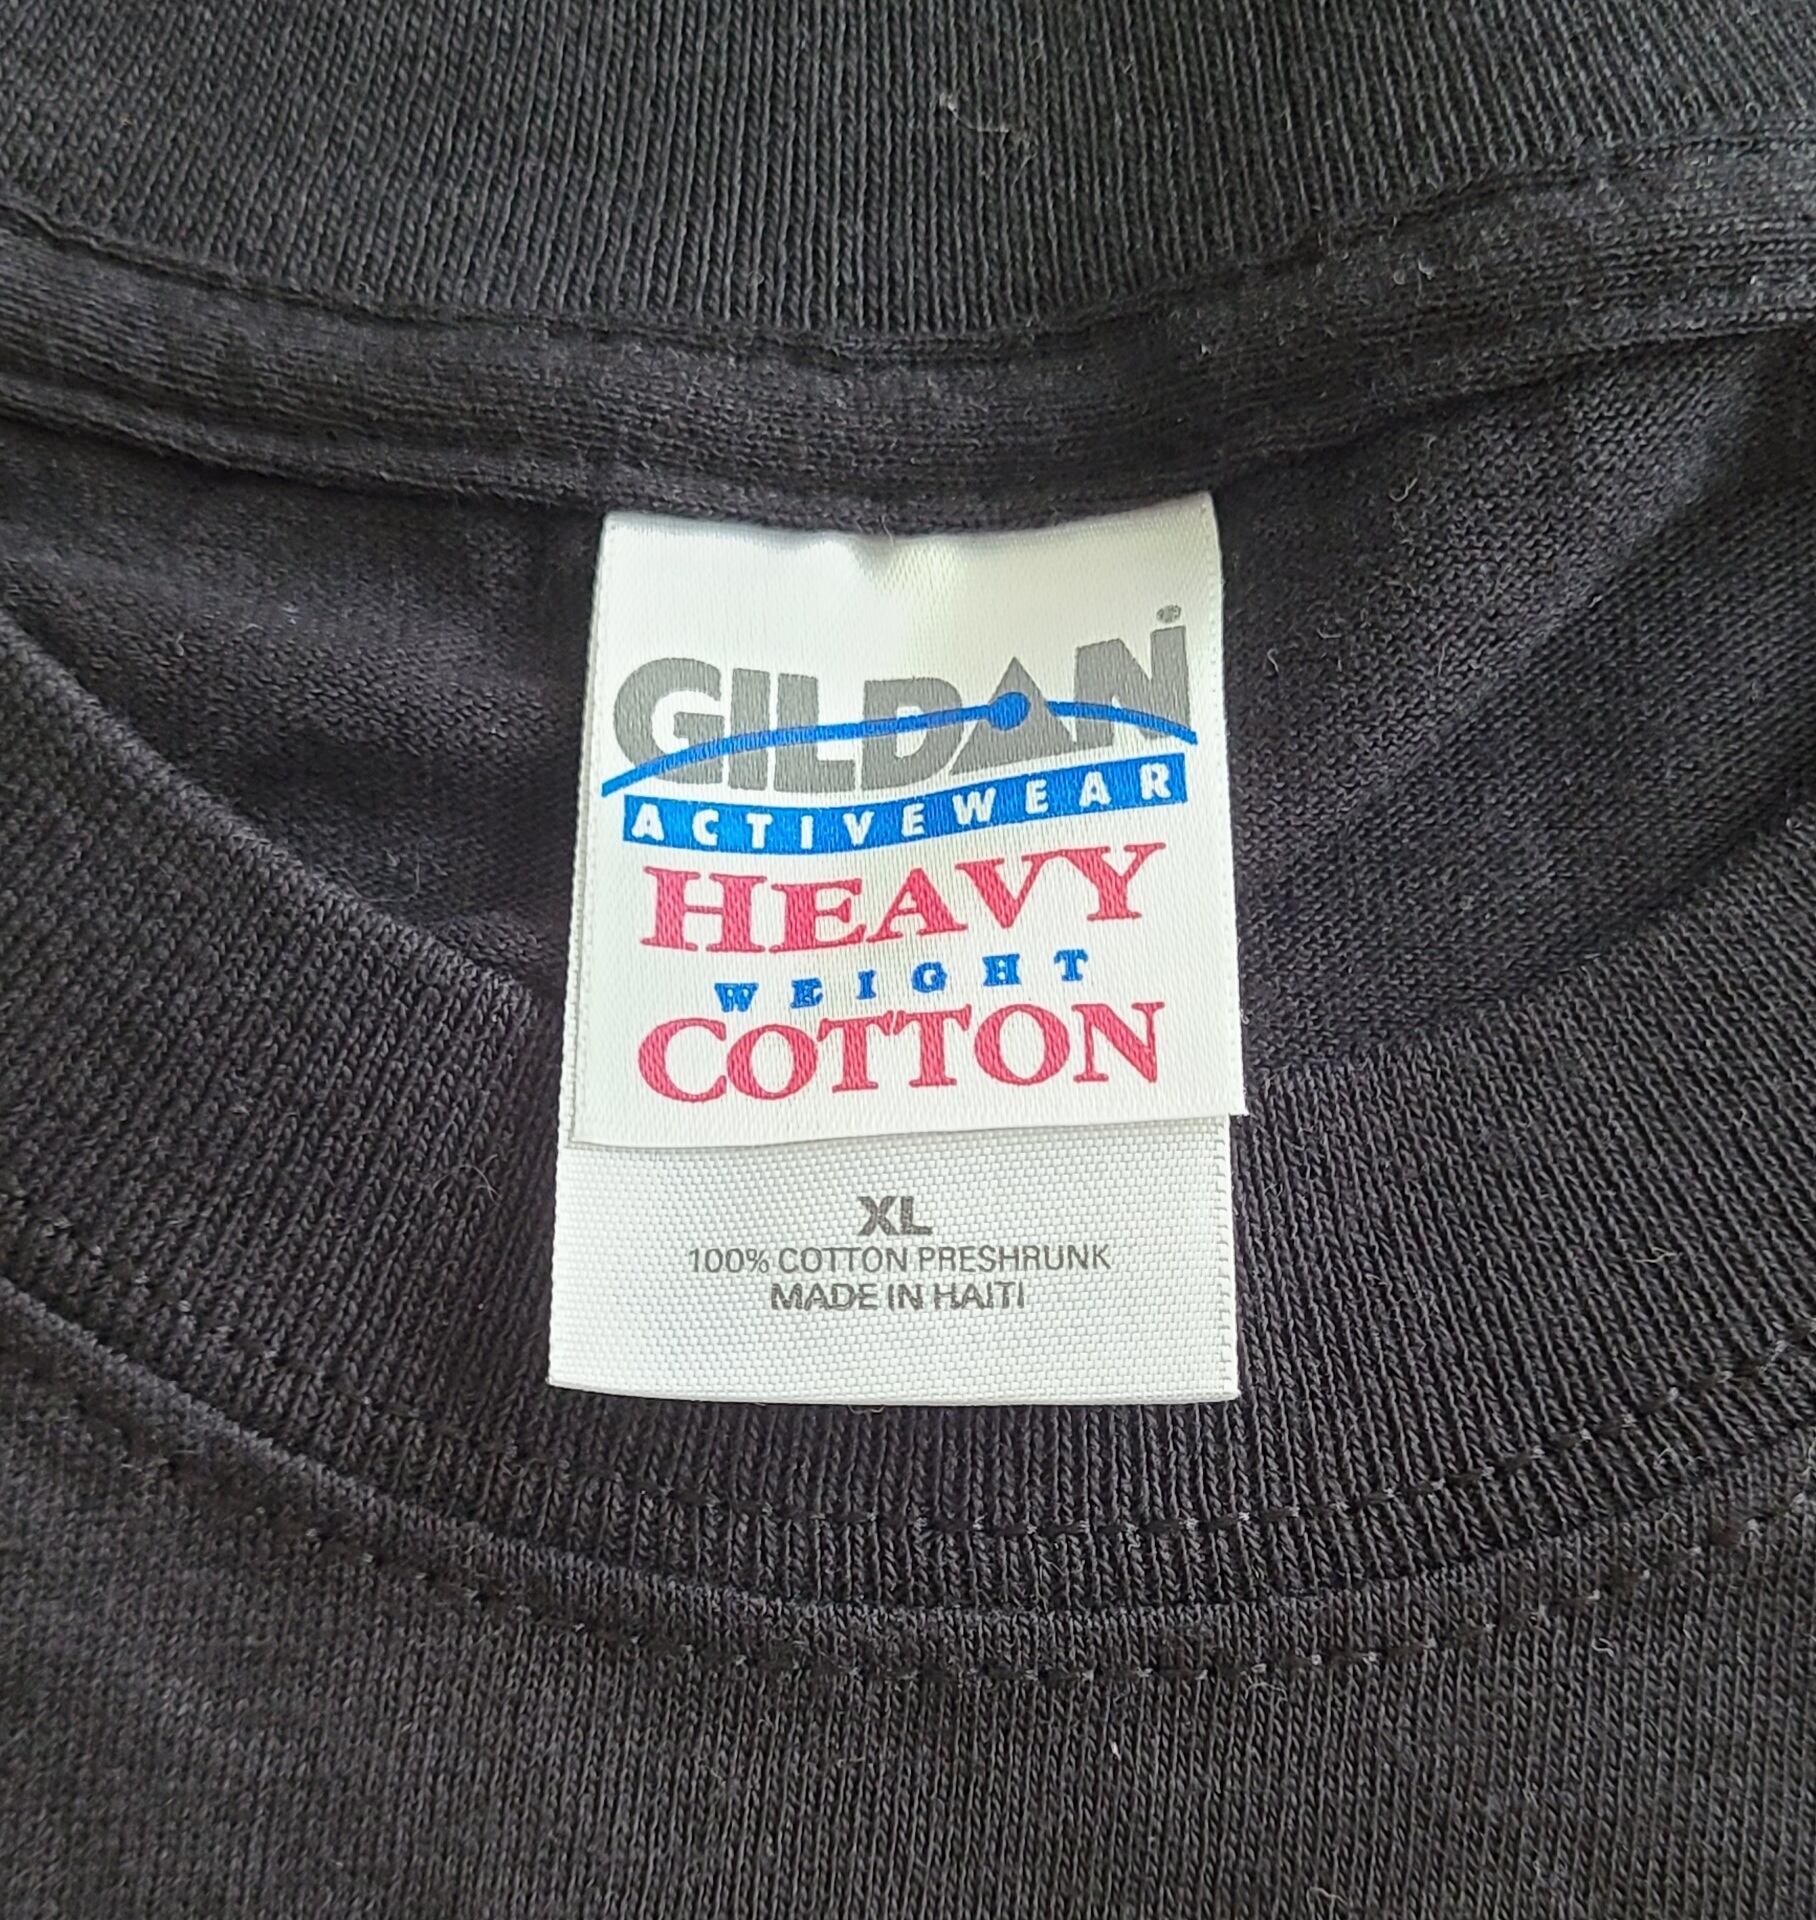 GILDAN®
ACTIVEWEAR
HEAVY
WEIGHT
COTTON
XL
100% COTTON PRESHRUNK
MADE IN HAITI